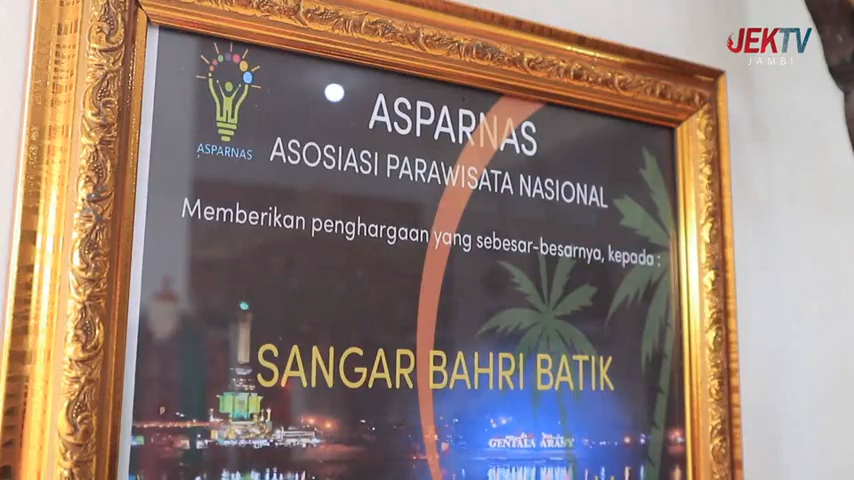 JEKTV
JAMBI
ASPARNAS
ASPARNAS
ASOSIASI PARAWISATA NASIONAL
Memberikan penghargaan yang sebesar-besarnya, kepada :
SANGAR BAHRI BATIK
GENTALA ARASY